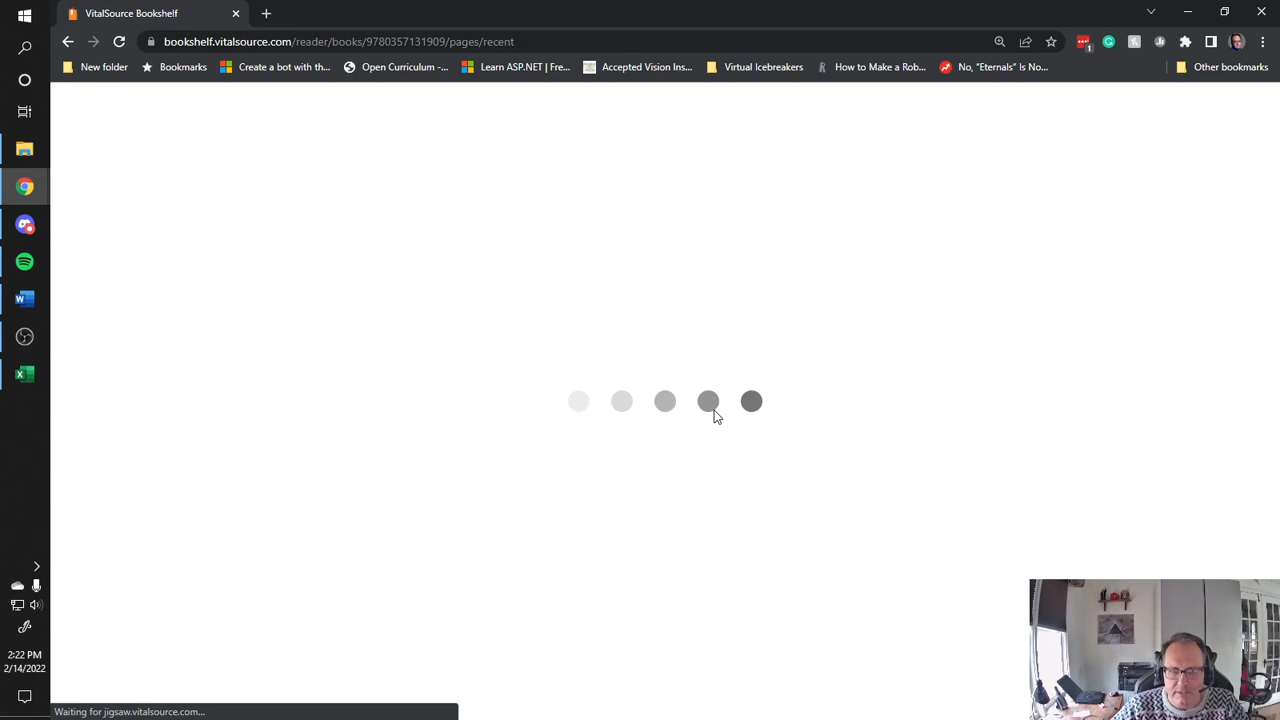 VitalSource Bookshelf
bookshelf.vitalsource.com/reader/books/9780357131909/pages/recent
1
New folder
Bookmarks
Create a bot with th...
Open Curriculum -...
Learn ASP.NET | Fre...
Accepted Vision Ins...
Virtual Icebreakers
How to Make a Rob...
No, "Eternals" Is No...
Other bookmarks
2:22 PM
2/14/2022
Waiting for jigsaw.vitalsource.com...